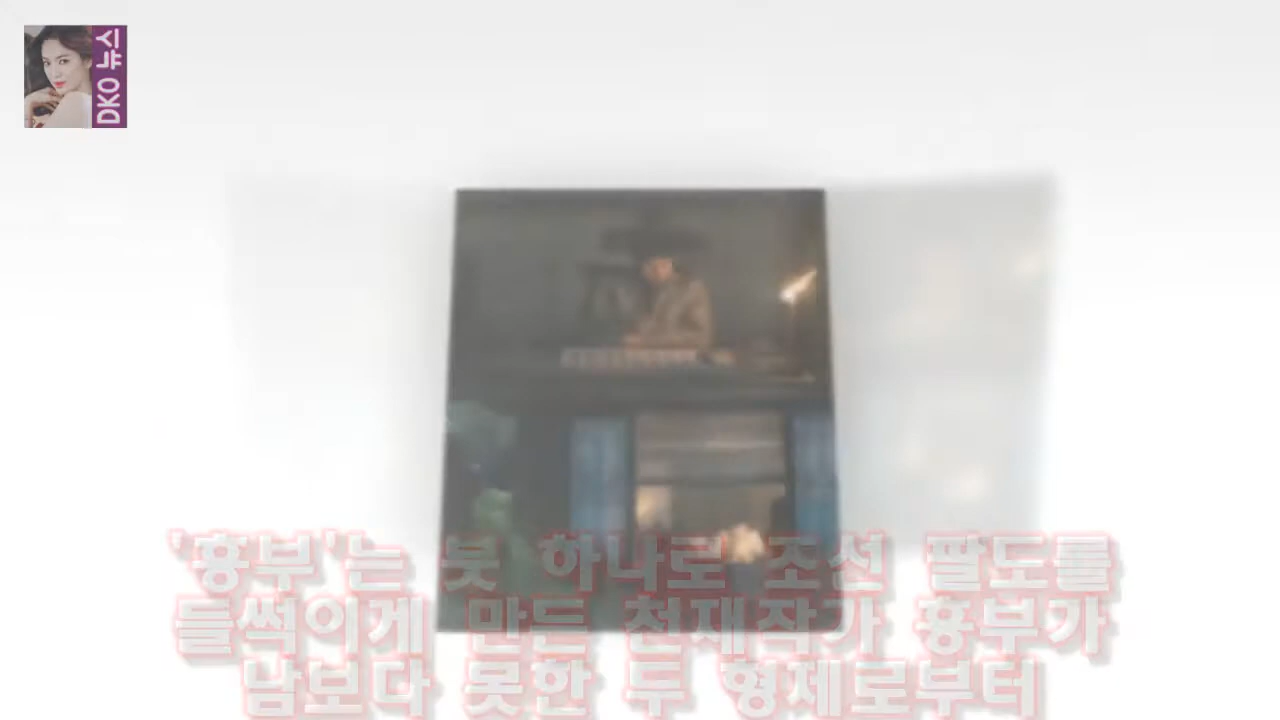 DKO 뉴스
'흥부'는 붓 하나로 조선 팔도를
들썩이게 만든 천재작가 흥부가
남보다 못한 두 형제로부터